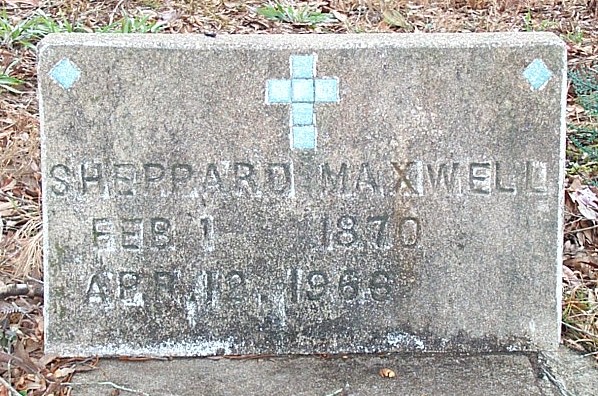 SHEPPARD MAXWELL
FEB 1 1870
APR 12, 1966